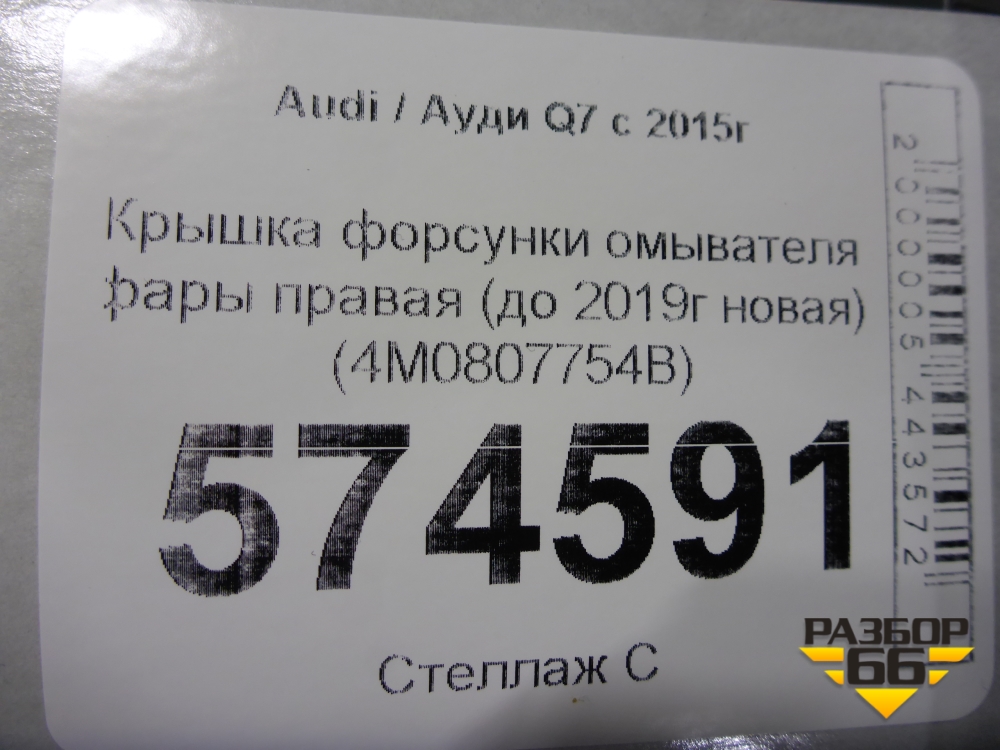 Audi / Ауди Q7 с 2015г
Крышка форсунки омывателя
фары правая (до 2019г новая)
(4M0807754B)
574591
Стеллаж С
2000005443572
РАЗБОР
66